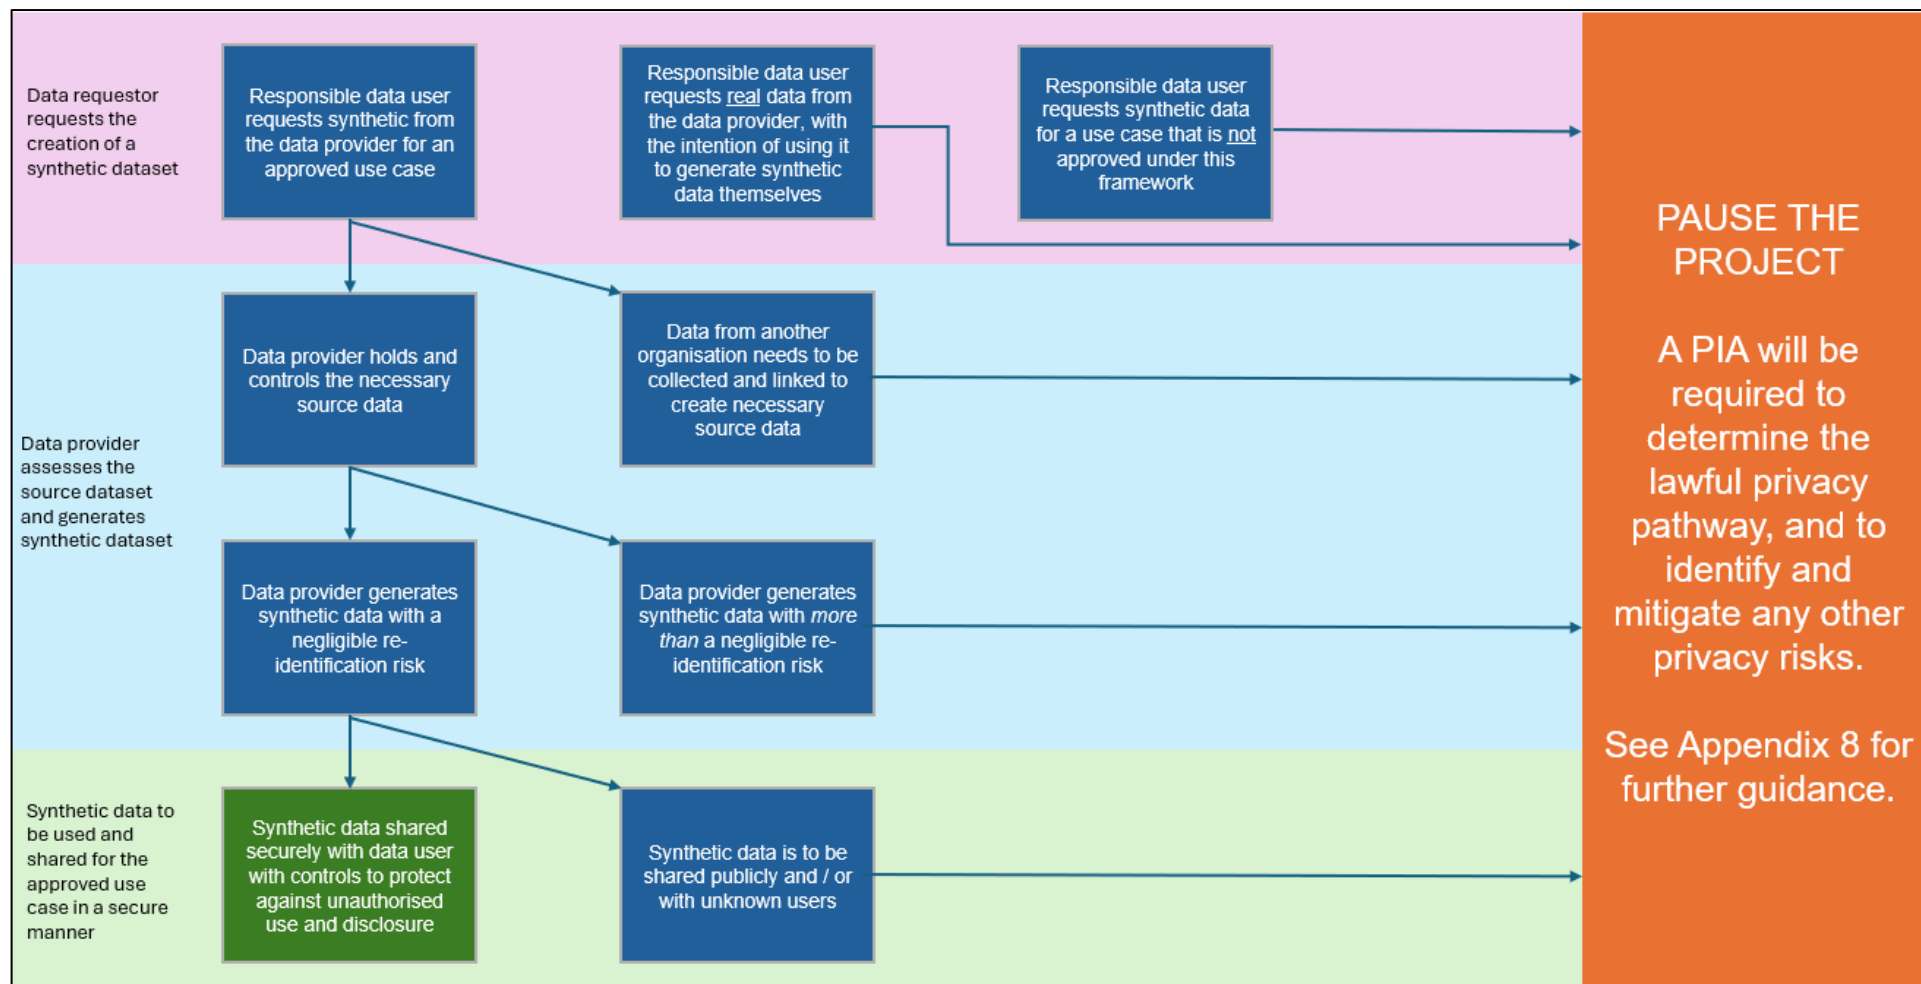 Data requestor
requests the
creation of a
synthetic dataset
Responsible data user
requests synthetic from
the data provider for an
approved use case
Responsible data user
requests real data from
the data provider, with
the intention of using it
to generate synthetic
data themselves
Responsible data user
requests synthetic data
for a use case that is not
approved under this
framework
Data provider
assesses the
source dataset
and generates
synthetic dataset
Data provider holds and
controls the necessary
source data
Data from another
organisation needs to be
collected and linked to
create necessary
source data
Data provider generates
synthetic data with a
negligible re-
identification risk
Data provider generates
synthetic data with more
than a negligible re-
identification risk
Synthetic data to
be used and
shared for the
approved use
case in a secure
manner
Synthetic data shared
securely with data user
with controls to protect
against unauthorised
use and disclosure
Synthetic data is to be
shared publicly and / or
with unknown users
PAUSE THE
PROJECT
A PIA will be
required to
determine the
lawful privacy
pathway, and to
identify and
mitigate any other
privacy risks.
See Appendix 8 for
further guidance.